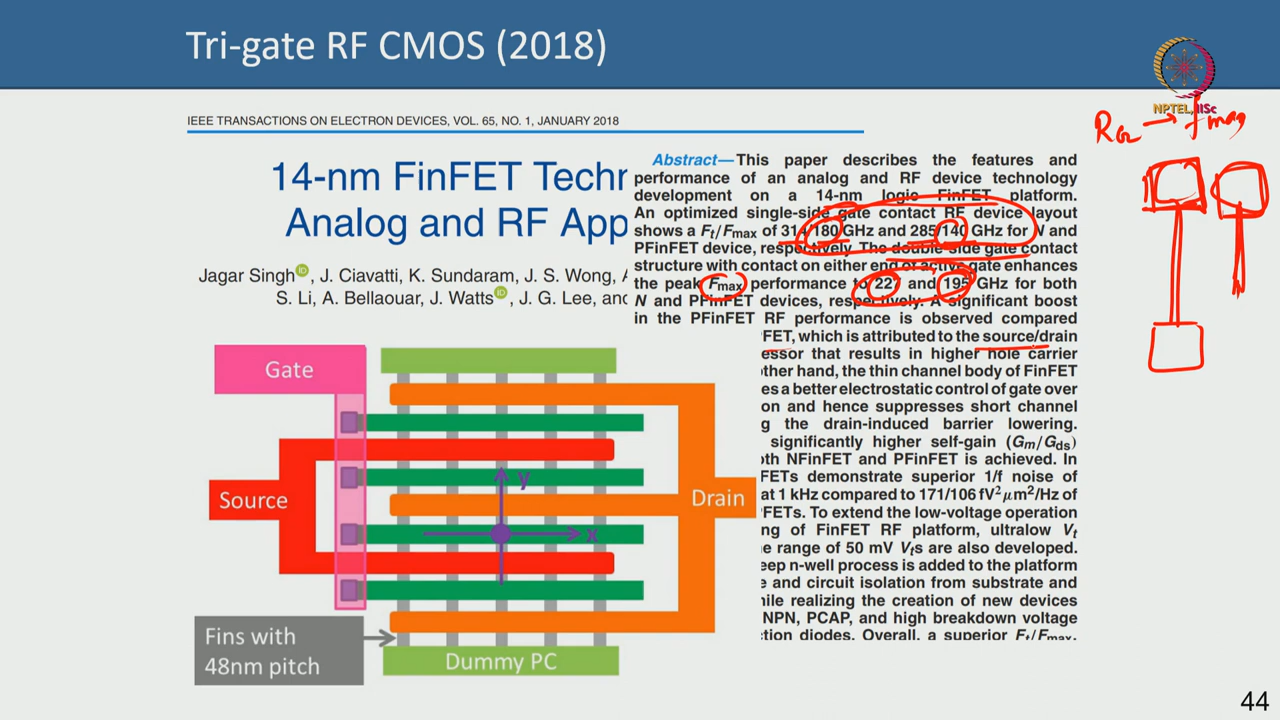 Tri-gate RF CMOS (2018)
NPTEL, IISc
R_G → f_max
IEEE TRANSACTIONS ON ELECTRON DEVICES, VOL. 65, NO. 1, JANUARY 2018
14-nm FinFET Techn
Analog and RF App
Jagar Singh, J. Ciavatti, K. Sundaram, J. S. Wong, A
S. Li, A. Bellaouar, J. Watts, J. G. Lee, and
Abstract—This paper describes the features and
performance of an analog and RF device technology
development on a 14-nm logic FinFET platform.
An optimized single-side gate contact RF device layout
shows a Ft/Fmax of 314/180 GHz and 285/140 GHz for N and
PFinFET device, respectively. The double-side gate contact
structure with contact on either end of active gate enhances
the peak Fmax performance to 227 and 195 GHz for both
N and PFinFET devices, respectively. A significant boost
in the PFinFET RF performance is observed compared
FET, which is attributed to the source/drain
essor that results in higher hole carrier
ther hand, the thin channel body of FinFET
es a better electrostatic control of gate over
on and hence suppresses short channel
g the drain-induced barrier lowering.
significantly higher self-gain (Gm/Gds)
oth NFinFET and PFinFET is achieved. In
FETs demonstrate superior 1/f noise of
at 1 kHz compared to 171/106 fV²μm²/Hz of
FETs. To extend the low-voltage operation
ng of FinFET RF platform, ultralow Vt
e range of 50 mV Vts are also developed.
eep n-well process is added to the platform
e and circuit isolation from substrate and
hile realizing the creation of new devices
NPN, PCAP, and high breakdown voltage
tion diodes. Overall, a superior Ft/Fmax,
Gate
Source
Drain
y
x
Fins with
48nm pitch
Dummy PC
44